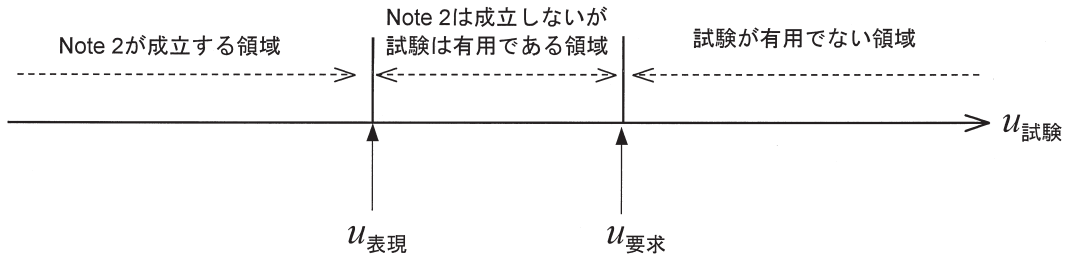 Note 2が成立する領域
Note 2は成立しないが
試験は有用である領域
試験が有用でない領域
u試験
u表現
u要求